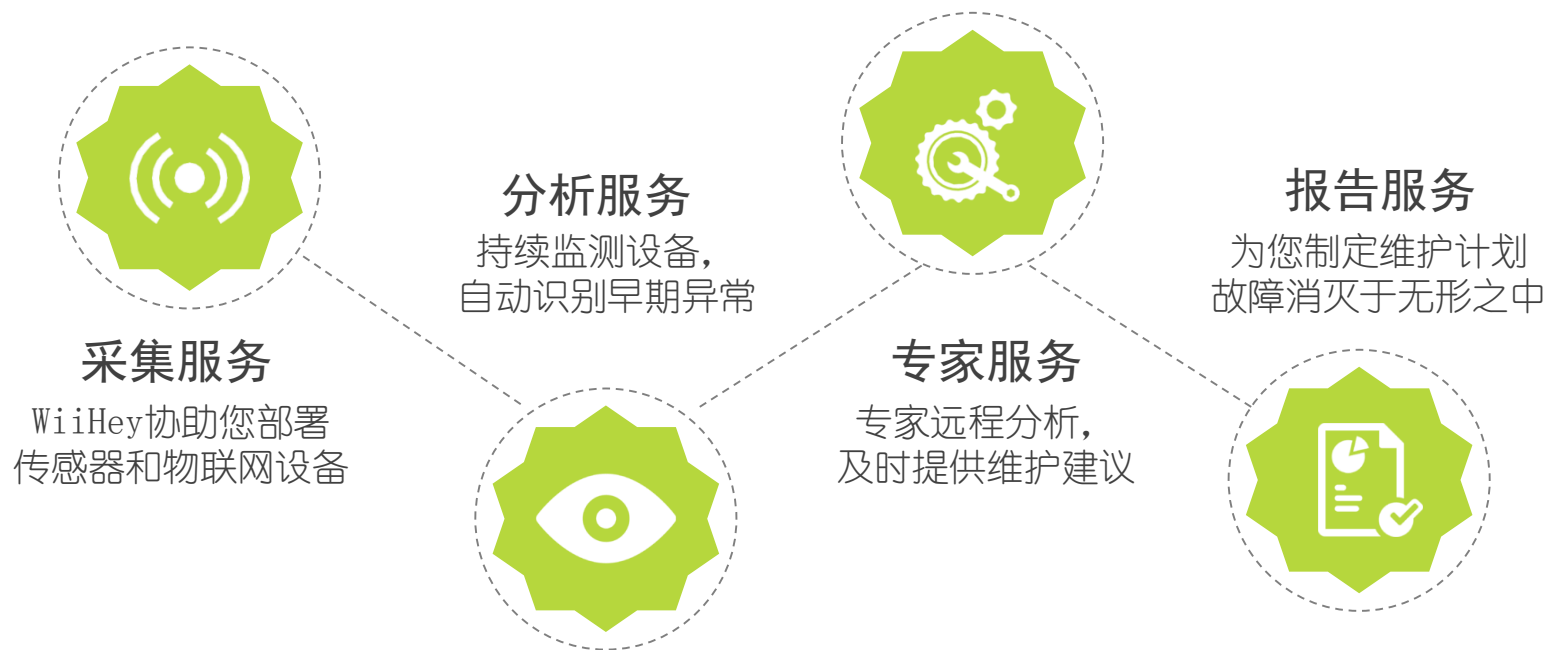 采集服务
WiiHey协助您部署
传感器和物联网设备
分析服务
持续监测设备，
自动识别早期异常
专家服务
专家远程分析，
及时提供维护建议
报告服务
为您制定维护计划
故障消灭于无形之中